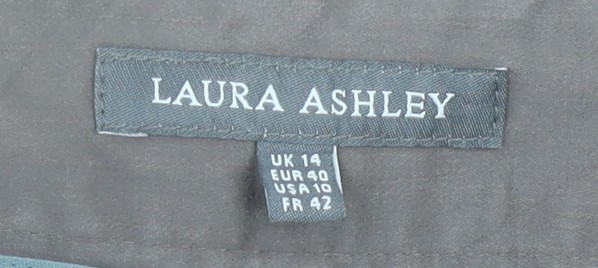 LAURA ASHLEY
UK 14
EUR 40
USA 10
FR 42